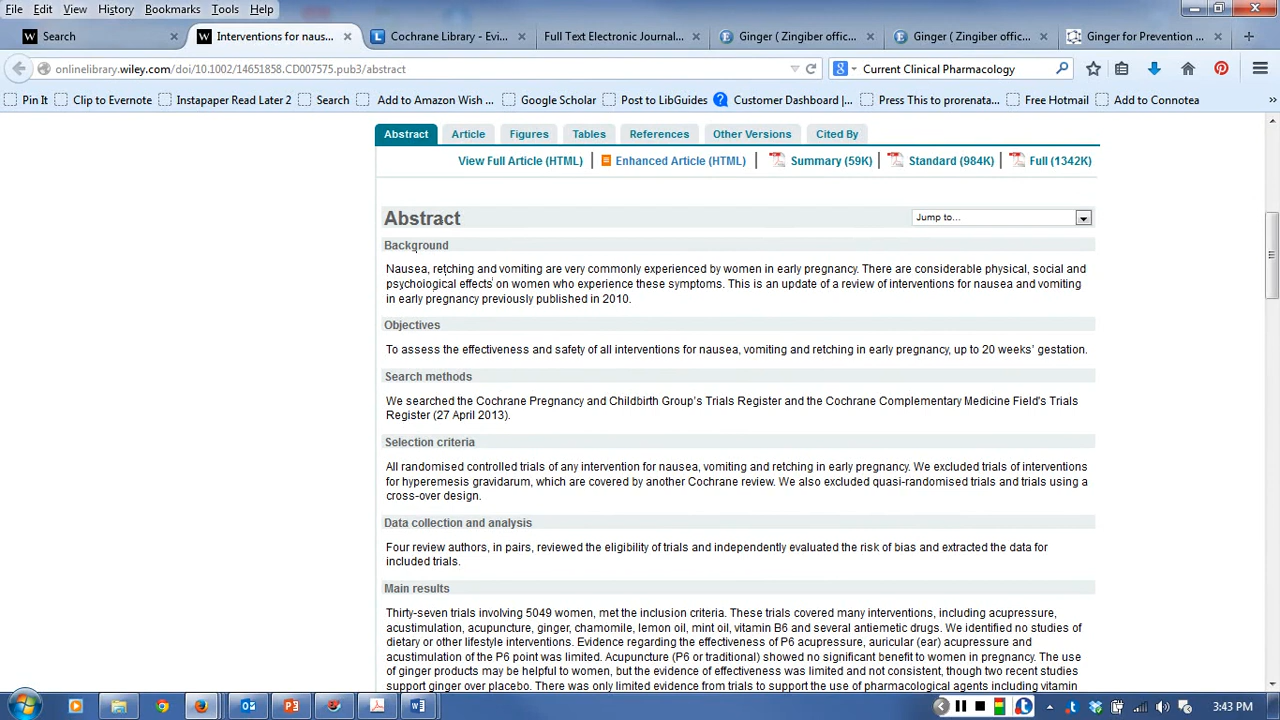 File Edit View History Bookmarks Tools Help
Search Interventions for naus... Cochrane Library - Evi... Full Text Electronic Journal... Ginger ( Zingiber offic... Ginger ( Zingiber offic... Ginger for Prevention ...
onlinelibrary.wiley.com/doi/10.1002/14651858.CD007575.pub3/abstract Current Clinical Pharmacology
Pin It Clip to Evernote Instapaper Read Later 2 Search Add to Amazon Wish ... Google Scholar Post to LibGuides Customer Dashboard |... Press This to prorenata... Free Hotmail Add to Connotea »
Abstract Article Figures Tables References Other Versions Cited By
View Full Article (HTML) Enhanced Article (HTML) Summary (59K) Standard (984K) Full (1342K)
Abstract Jump to...
Background
Nausea, retching and vomiting are very commonly experienced by women in early pregnancy. There are considerable physical, social and
psychological effects on women who experience these symptoms. This is an update of a review of interventions for nausea and vomiting
in early pregnancy previously published in 2010.
Objectives
To assess the effectiveness and safety of all interventions for nausea, vomiting and retching in early pregnancy, up to 20 weeks' gestation.
Search methods
We searched the Cochrane Pregnancy and Childbirth Group's Trials Register and the Cochrane Complementary Medicine Field's Trials
Register (27 April 2013).
Selection criteria
All randomised controlled trials of any intervention for nausea, vomiting and retching in early pregnancy. We excluded trials of interventions
for hyperemesis gravidarum, which are covered by another Cochrane review. We also excluded quasi-randomised trials and trials using a
cross-over design.
Data collection and analysis
Four review authors, in pairs, reviewed the eligibility of trials and independently evaluated the risk of bias and extracted the data for
included trials.
Main results
Thirty-seven trials involving 5049 women, met the inclusion criteria. These trials covered many interventions, including acupressure,
acustimulation, acupuncture, ginger, chamomile, lemon oil, mint oil, vitamin B6 and several antiemetic drugs. We identified no studies of
dietary or other lifestyle interventions. Evidence regarding the effectiveness of P6 acupressure, auricular (ear) acupressure and
acustimulation of the P6 point was limited. Acupuncture (P6 or traditional) showed no significant benefit to women in pregnancy. The use
of ginger products may be helpful to women, but the evidence of effectiveness was limited and not consistent, though two recent studies
support ginger over placebo. There was only limited evidence from trials to support the use of pharmacological agents including vitamin
3:43 PM